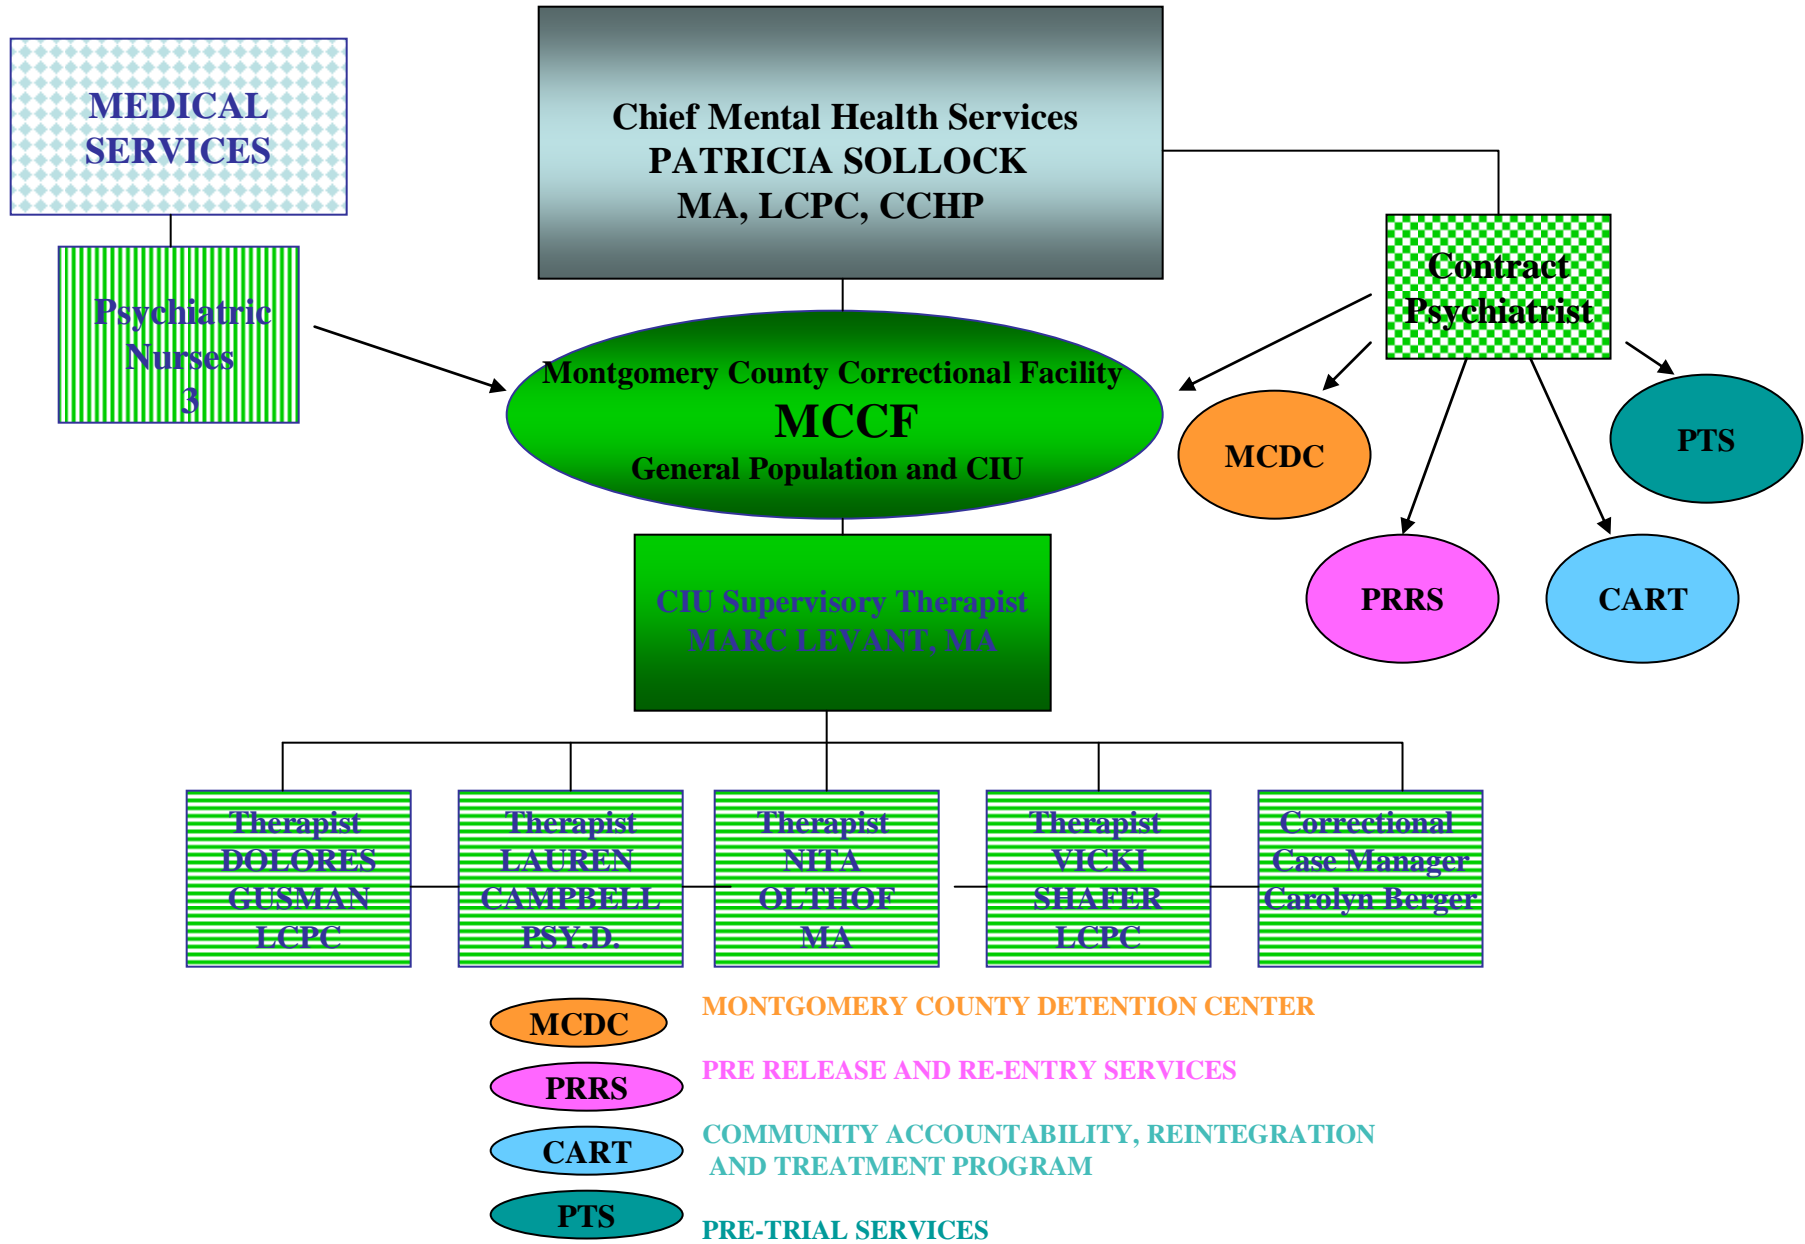 MEDICAL
SERVICES
Chief Mental Health Services
PATRICIA SOLLOCK
MA, LCPC, CCHP
Psychiatric
Nurses
3
Contract
Psychiatrist
Montgomery County Correctional Facility
MCCF
General Population and CIU
MCDC
PTS
PRRS
CART
CIU Supervisory Therapist
MARC LEVANT, MA
Therapist
DOLORES
GUSMAN
LCPC
Therapist
LAUREN
CAMPBELL
PSY.D.
Therapist
NITA
OLTHOF
MA
Therapist
VICKI
SHAFER
LCPC
Correctional
Case Manager
Carolyn Berger
MCDC
MONTGOMERY COUNTY DETENTION CENTER
PRRS
PRE RELEASE AND RE-ENTRY SERVICES
CART
COMMUNITY ACCOUNTABILITY, REINTEGRATION
AND TREATMENT PROGRAM
PTS
PRE-TRIAL SERVICES